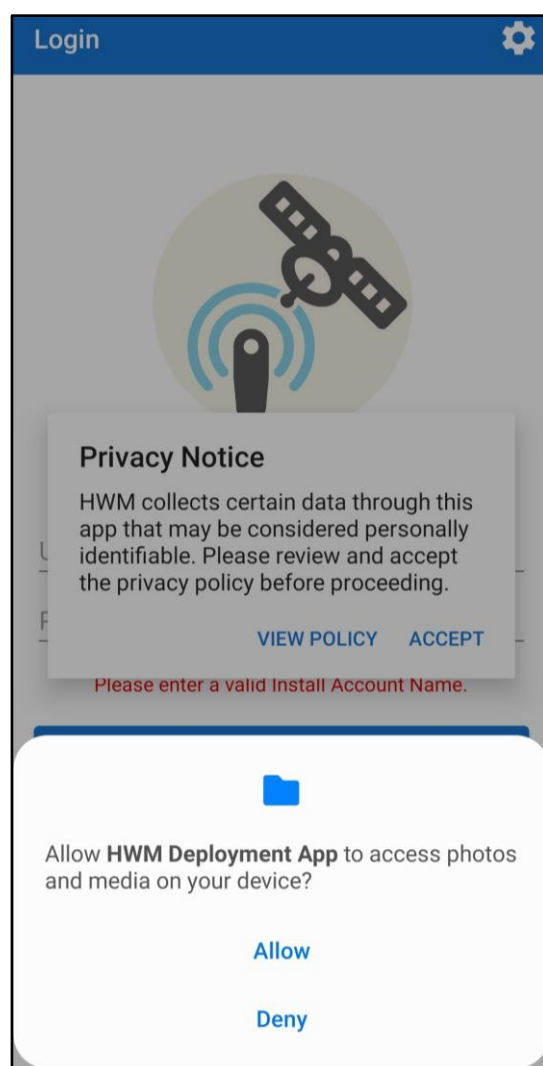 Login
Privacy Notice
HWM collects certain data through this
app that may be considered personally
identifiable. Please review and accept
the privacy policy before proceeding.
VIEW POLICY ACCEPT
Please enter a valid Install Account Name.
Allow HWM Deployment App to access photos
and media on your device?
Allow
Deny